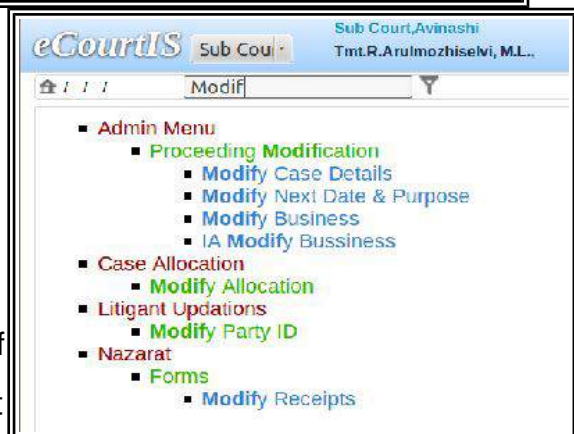 eCourtIS Sub Cou
Sub Court,Avinashi
Tmt.R.Arulmozhiselvi, M.L.,
/ / / Modif
Admin Menu
Proceeding Modification
Modify Case Details
Modify Next Date & Purpose
Modify Business
IA Modify Bussiness
Case Allocation
Modify Allocation
Litigant Updations
Modify Party ID
Nazarat
Forms
Modify Receipts